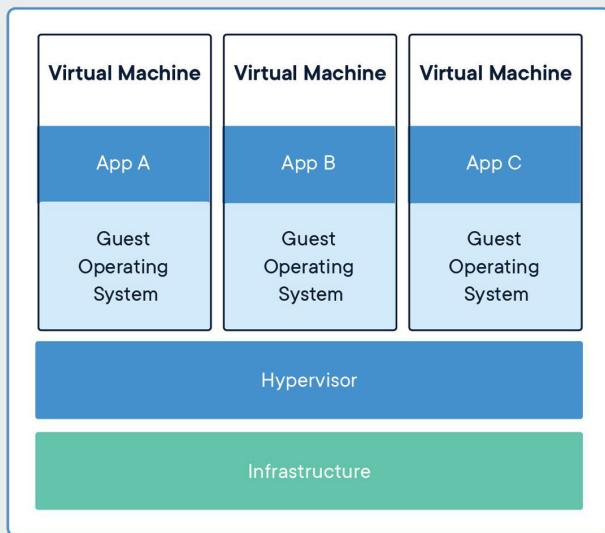 Virtual Machine
Virtual Machine
Virtual Machine
App A
App B
App C
Guest
Operating
System
Guest
Operating
System
Guest
Operating
System
Hypervisor
Infrastructure